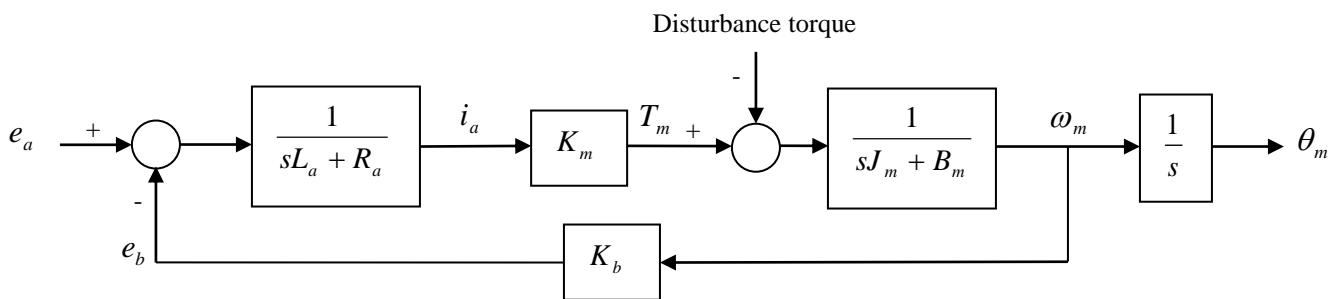 Disturbance torque
-
e_a
+
1
sL_a + R_a
i_a
K_m
T_m
+
1
sJ_m + B_m
ω_m
1
s
θ_m
-
e_b
K_b